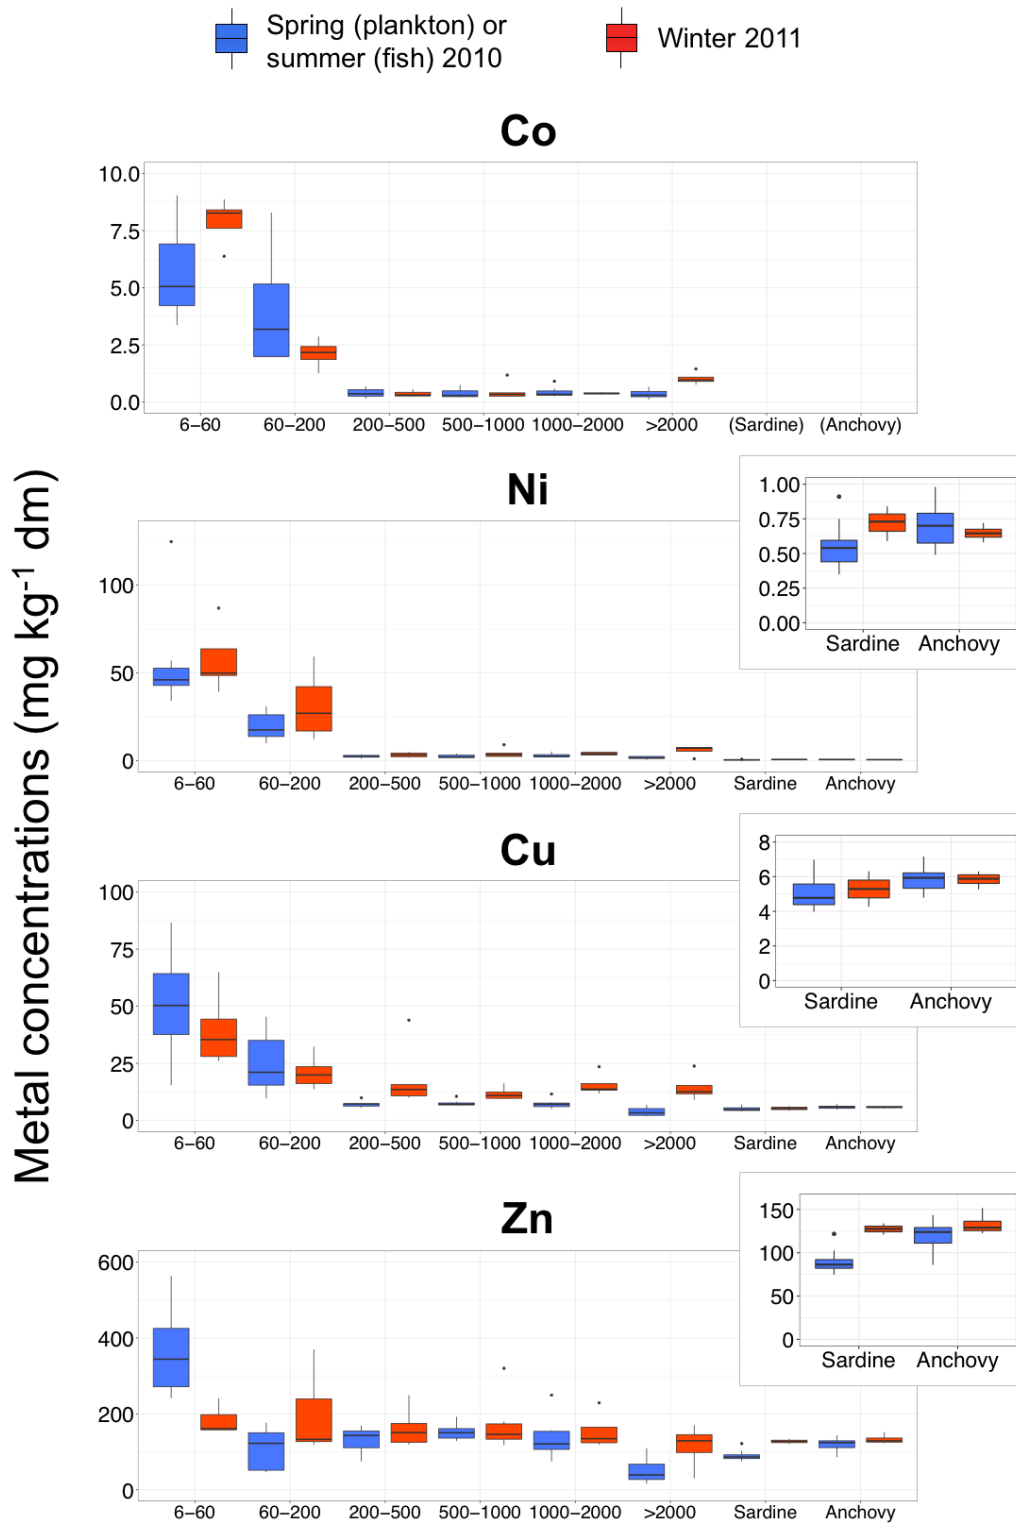 Spring (plankton) or
summer (fish) 2010
Winter 2011
Metal concentrations (mg kg-1 dm)
Co
10.0
7.5
5.0
2.5
0.0
6−60 60−200 200−500 500−1000 1000−2000 >2000 (Sardine) (Anchovy)
Ni
100
50
0
6−60 60−200 200−500 500−1000 1000−2000 >2000 Sardine Anchovy
1.00
0.75
0.50
0.25
0.00
Sardine Anchovy
Cu
100
75
50
25
0
6−60 60−200 200−500 500−1000 1000−2000 >2000 Sardine Anchovy
8
6
4
2
0
Sardine Anchovy
Zn
600
400
200
0
6−60 60−200 200−500 500−1000 1000−2000 >2000 Sardine Anchovy
150
100
50
0
Sardine Anchovy